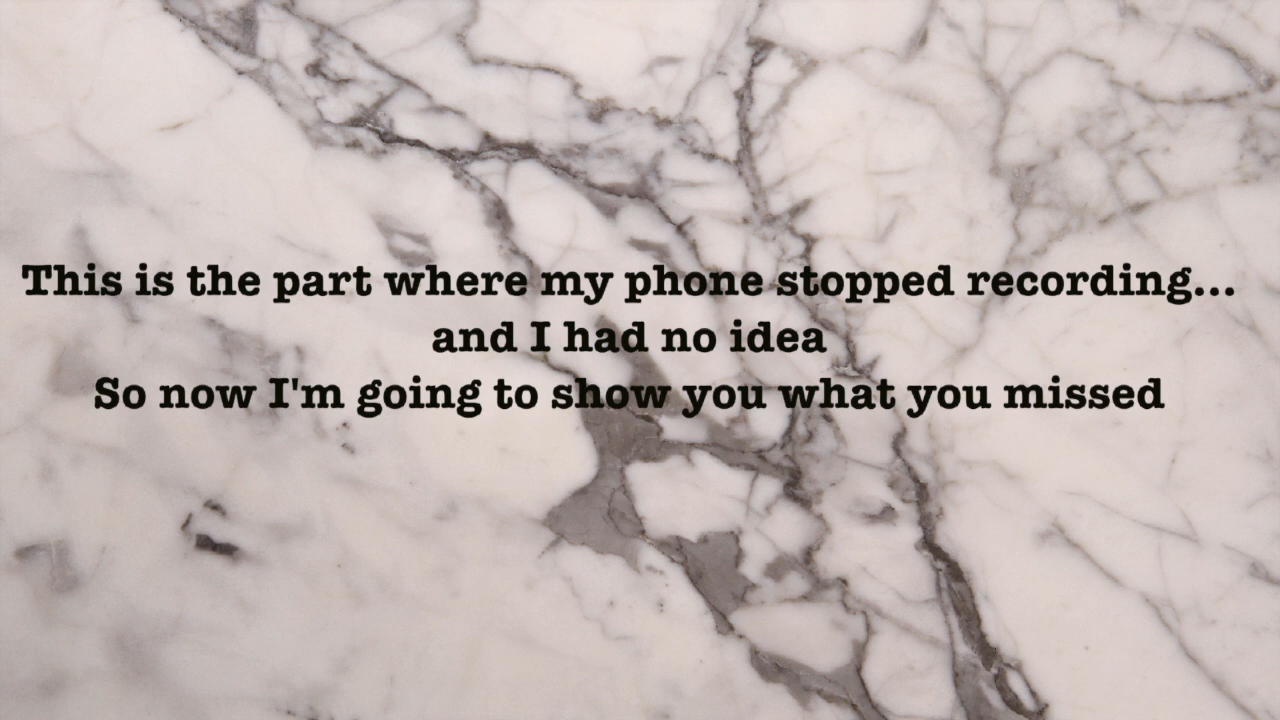 This is the part where my phone stopped recording...
and I had no idea
So now I'm going to show you what you missed